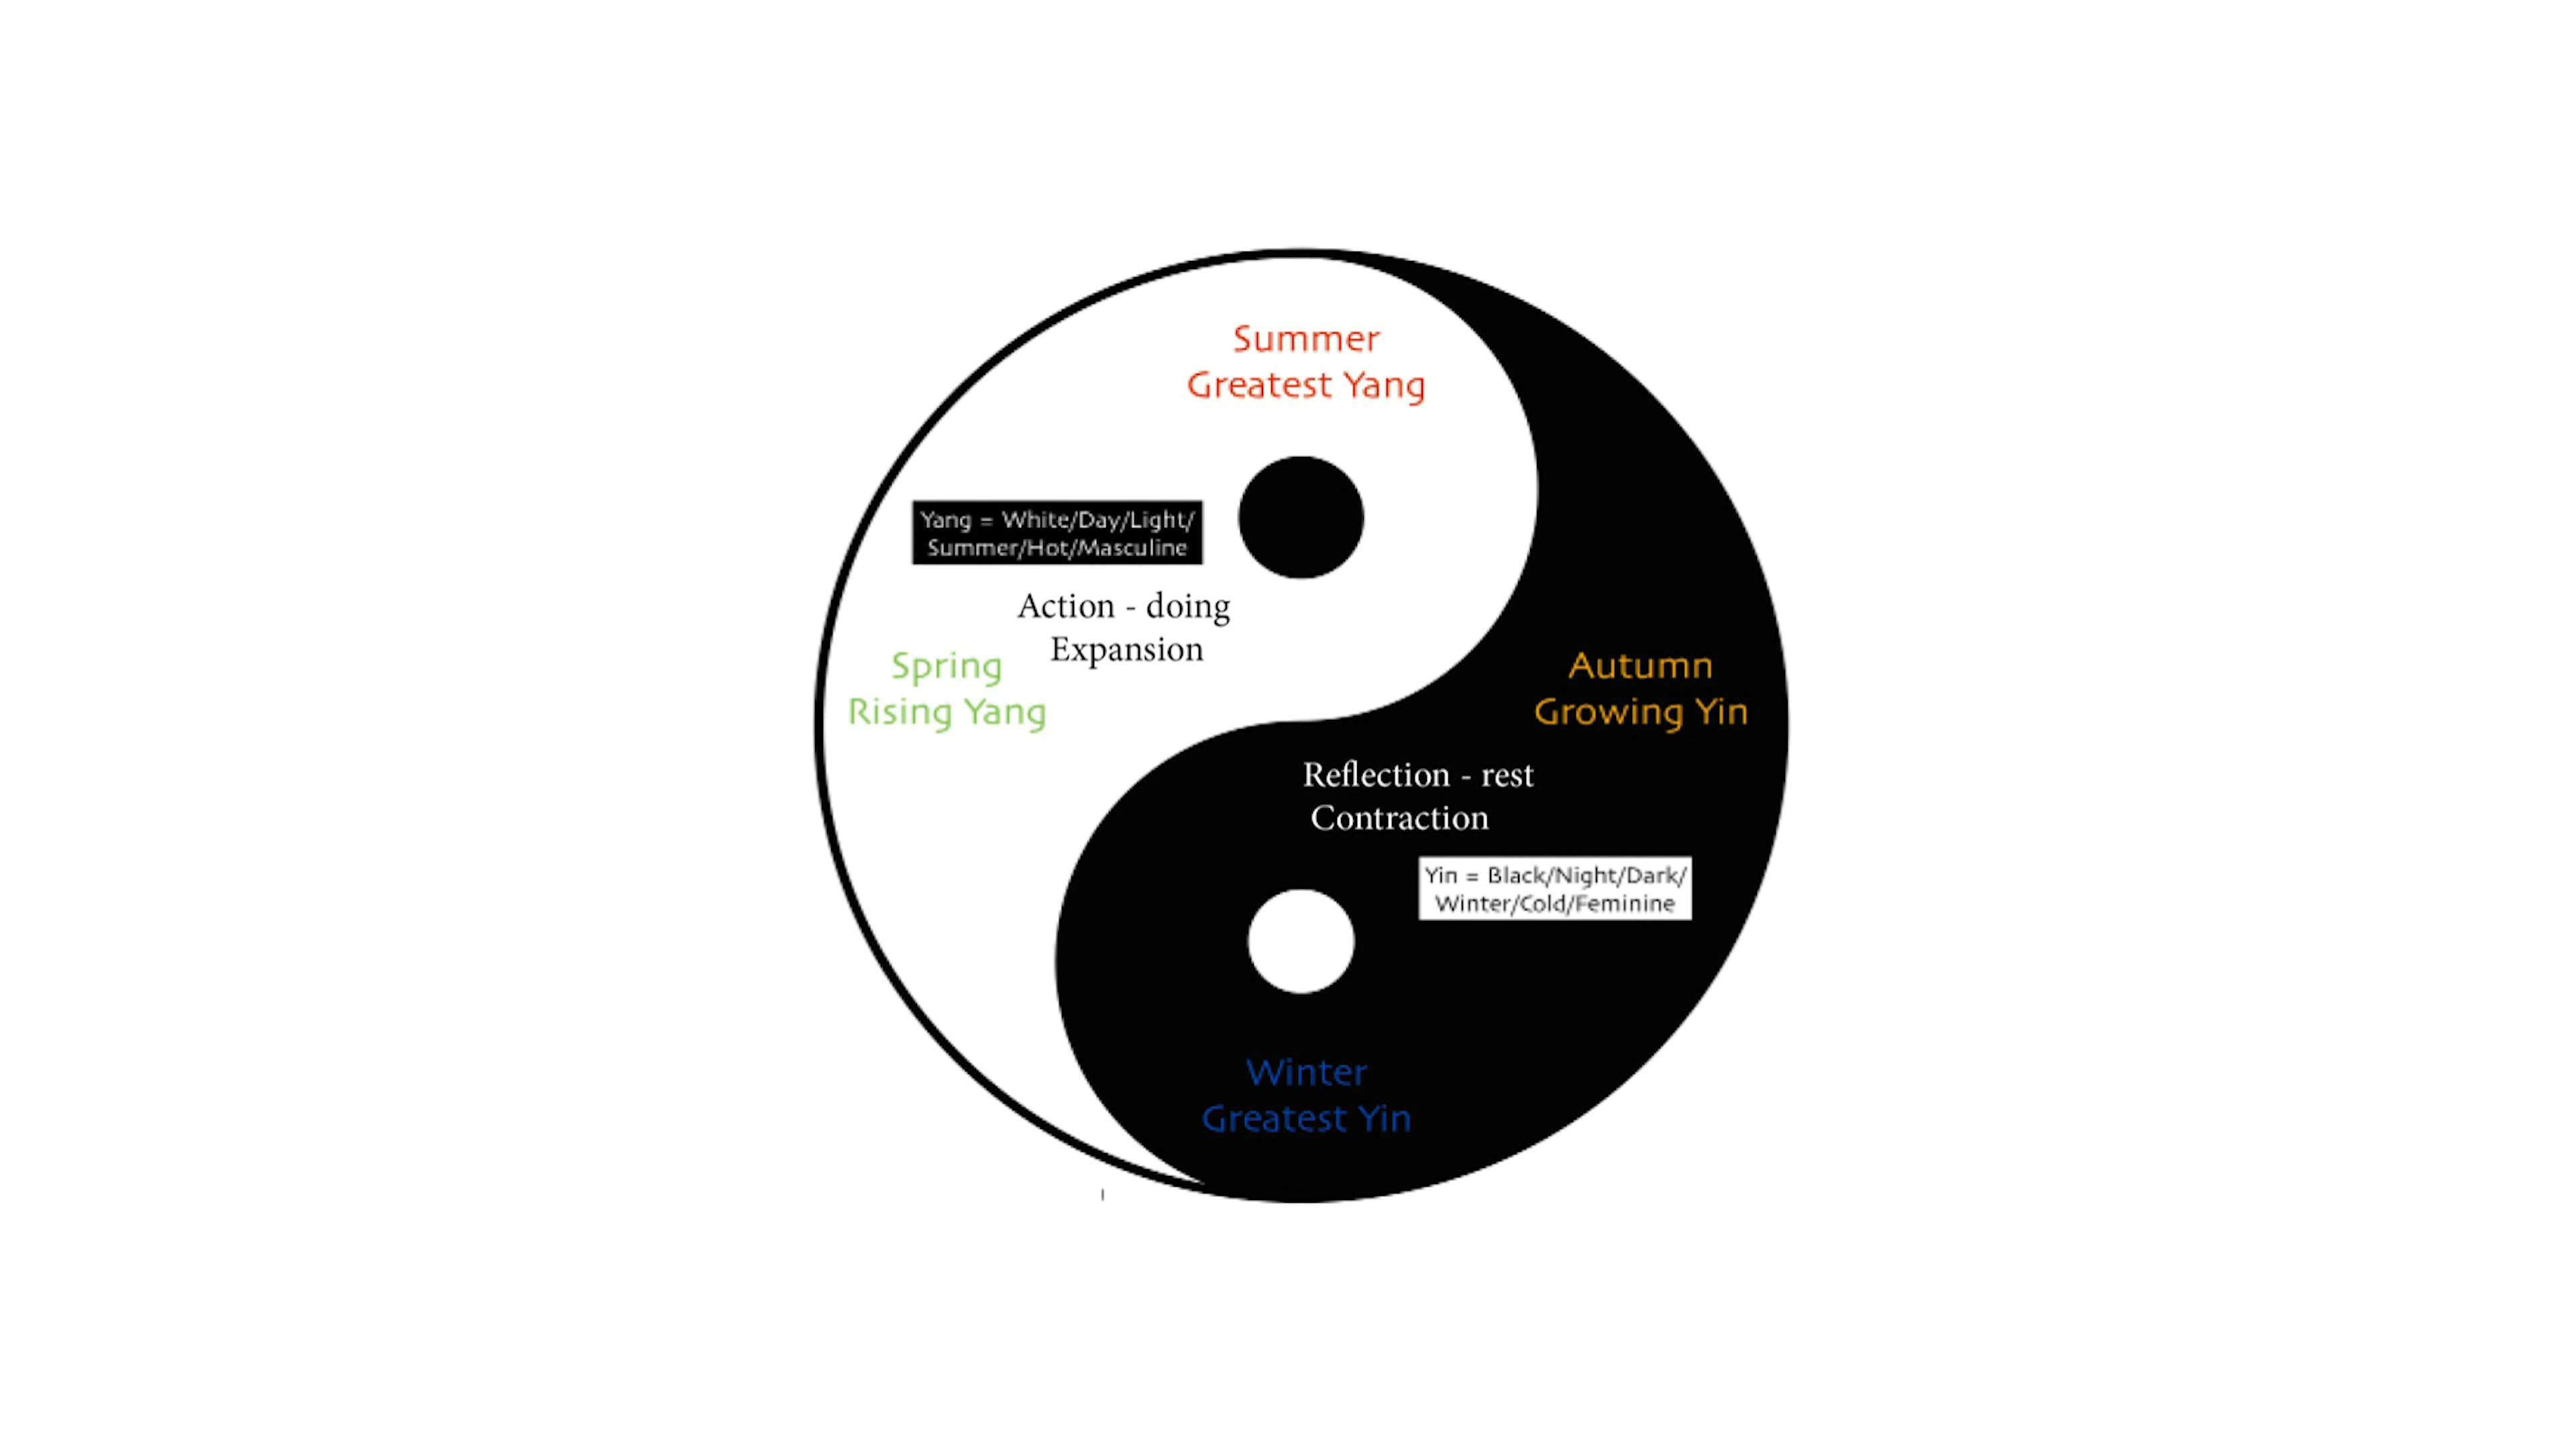 Summer
Greatest Yang
Yang = White/Day/Light/
Summer/Hot/Masculine
Action - doing
Expansion
Spring
Rising Yang
Autumn
Growing Yin
Reflection - rest
Contraction
Yin = Black/Night/Dark/
Winter/Cold/Feminine
Winter
Greatest Yin